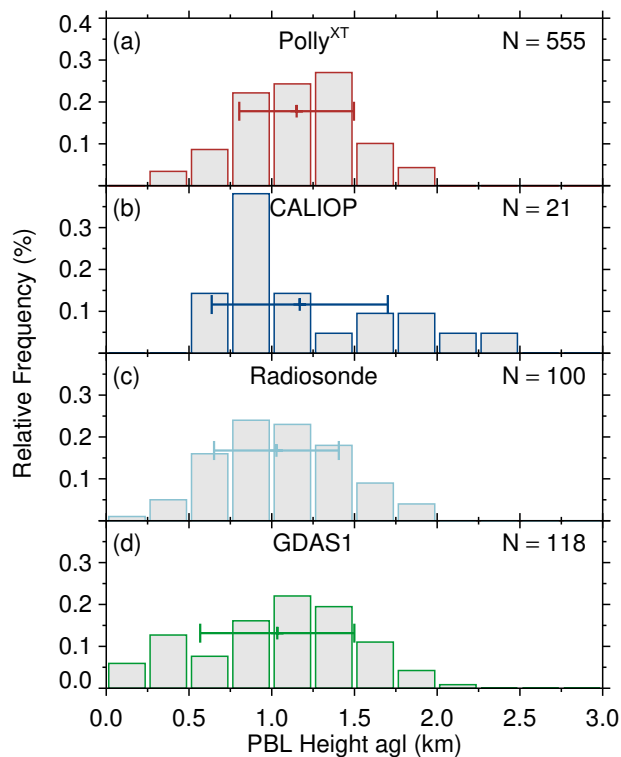 0.4
(a) Polly^XT N = 555
0.3
0.2
0.1
(b) CALIOP N = 21
0.3
0.2
0.1
Relative Frequency (%)
(c) Radiosonde N = 100
0.3
0.2
0.1
(d) GDAS1 N = 118
0.3
0.2
0.1
0.0
0.0 0.5 1.0 1.5 2.0 2.5 3.0
PBL Height agl (km)